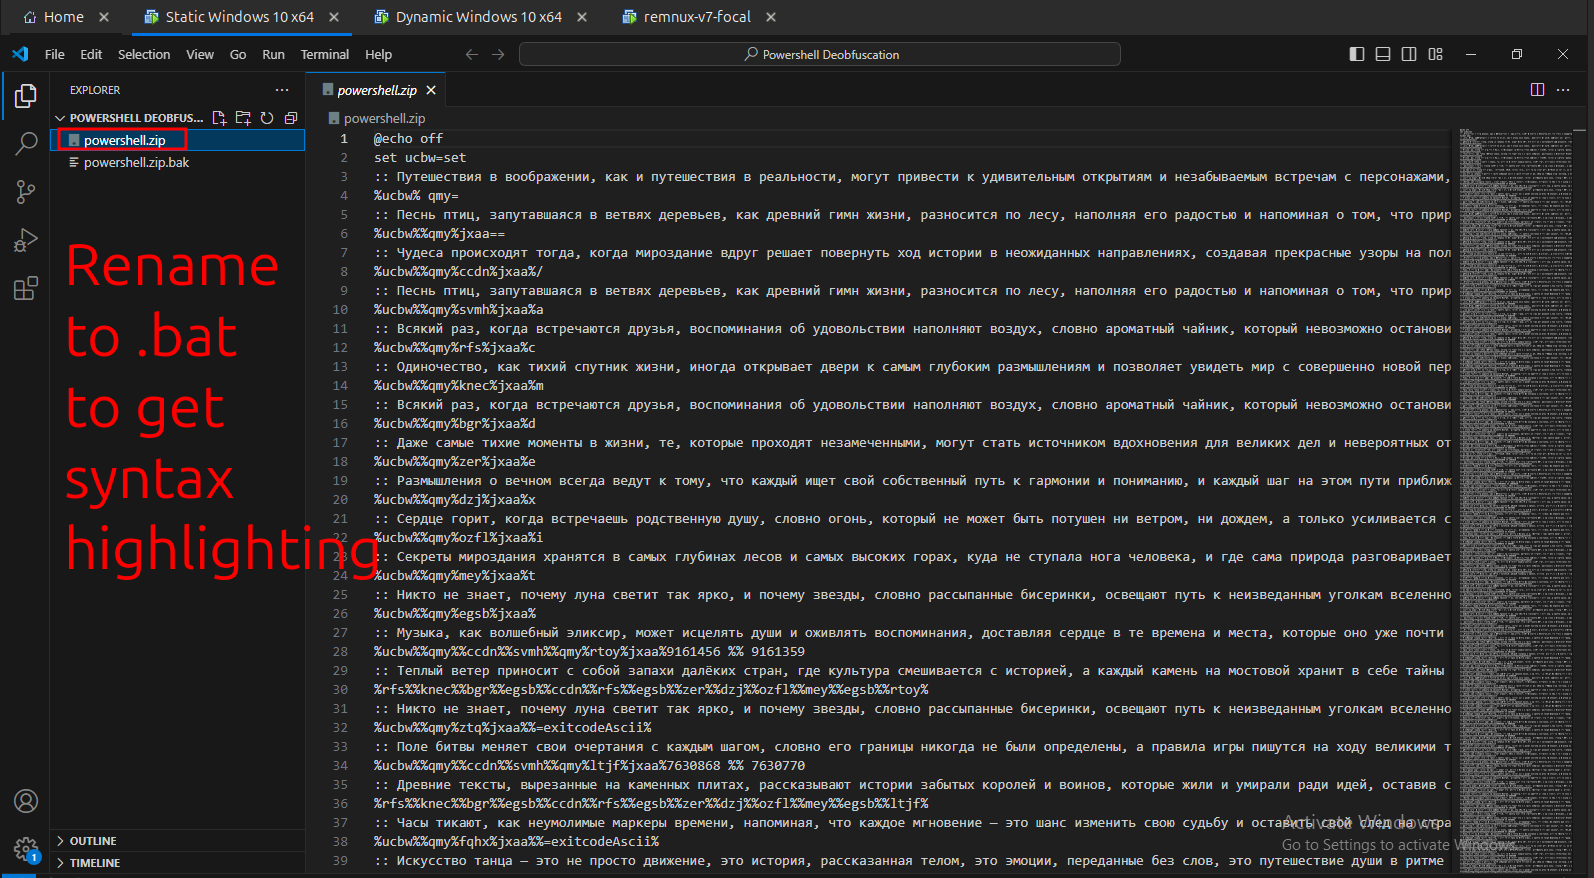 Home
Static Windows 10 x64
Dynamic Windows 10 x64
remnux-v7-focal
File Edit Selection View Go Run Terminal Help
Powershell Deobfuscation
EXPLORER
powershell.zip
POWERSHELL DEOBFUS...
powershell.zip
powershell.zip
powershell.zip.bak
Rename
to .bat
to get
syntax
highlighting
1 @echo off
2 set ucbw=set
3 :: Путешествия в воображении, как и путешествия в реальности, могут привести к удивительным открытиям и незабываемым встречам с персонажами,
4 %ucbw% qmy=
5 :: Песнь птиц, запутавшаяся в ветвях деревьев, как древний гимн жизни, разносится по лесу, наполняя его радостью и напоминая о том, что прир
6 %ucbw%%qmy%jxaa==
7 :: Чудеса происходят тогда, когда мироздание вдруг решает повернуть ход истории в неожиданных направлениях, создавая прекрасные узоры на пол
8 %ucbw%%qmy%ccdn%jxaa%/
9 :: Песнь птиц, запутавшаяся в ветвях деревьев, как древний гимн жизни, разносится по лесу, наполняя его радостью и напоминая о том, что прир
10 %ucbw%%qmy%svmh%jxaa%a
11 :: Всякий раз, когда встречаются друзья, воспоминания об удовольствии наполняют воздух, словно ароматный чайник, который невозможно останови
12 %ucbw%%qmy%rfs%jxaa%c
13 :: Одиночество, как тихий спутник жизни, иногда открывает двери к самым глубоким размышлениям и позволяет увидеть мир с совершенно новой пер
14 %ucbw%%qmy%knec%jxaa%m
15 :: Всякий раз, когда встречаются друзья, воспоминания об удовольствии наполняют воздух, словно ароматный чайник, который невозможно останови
16 %ucbw%%qmy%bgr%jxaa%d
17 :: Даже самые тихие моменты в жизни, те, которые проходят незамеченными, могут стать источником вдохновения для великих дел и невероятных от
18 %ucbw%%qmy%zer%jxaa%e
19 :: Размышления о вечном всегда ведут к тому, что каждый ищет свой собственный путь к гармонии и пониманию, и каждый шаг на этом пути приближ
20 %ucbw%%qmy%dzj%jxaa%x
21 :: Сердце горит, когда встречаешь родственную душу, словно огонь, который не может быть потушен ни ветром, ни дождем, а только усиливается с
22 %ucbw%%qmy%ozfl%jxaa%i
23 :: Секреты мироздания хранятся в самых глубинах лесов и самых высоких горах, куда не ступала нога человека, и где сама природа разговаривает
24 %ucbw%%qmy%mey%jxaa%t
25 :: Никто не знает, почему луна светит так ярко, и почему звезды, словно рассыпанные бисеринки, освещают путь к неизведанным уголкам вселенно
26 %ucbw%%qmy%egsb%jxaa%
27 :: Музыка, как волшебный эликсир, может исцелять души и оживлять воспоминания, доставляя сердце в те времена и места, которые оно уже почти
28 %ucbw%%qmy%%ccdn%%svmh%%qmy%rtoy%jxaa%9161456 %% 9161359
29 :: Теплый ветер приносит с собой запахи далёких стран, где культура смешивается с историей, а каждый камень на мостовой хранит в себе тайны
30 %rfs%%knec%%bgr%%egsb%%ccdn%%rfs%%egsb%%zer%%dzj%%ozfl%%mey%%egsb%%rtoy%
31 :: Никто не знает, почему луна светит так ярко, и почему звезды, словно рассыпанные бисеринки, освещают путь к неизведанным уголкам вселенно
32 %ucbw%%qmy%ztq%jxaa%%=exitcodeAscii%
33 :: Поле битвы меняет свои очертания с каждым шагом, словно его границы никогда не были определены, а правила игры пишутся на ходу великими т
34 %ucbw%%qmy%%ccdn%%svmh%%qmy%ltjf%jxaa%7630868 %% 7630770
35 :: Древние тексты, вырезанные на каменных плитах, рассказывают истории забытых королей и воинов, которые жили и умирали ради идей, оставив с
36 %rfs%%knec%%bgr%%egsb%%ccdn%%rfs%%egsb%%zer%%dzj%%ozfl%%mey%%egsb%%ltjf%
37 :: Часы тикают, как неумолимые маркеры времени, напоминая, что каждое мгновение — это шанс изменить свою судьбу и оставить свой след на стра
38 %ucbw%%qmy%fqhx%jxaa%%=exitcodeAscii%
39 :: Искусство танца — это не просто движение, это история, рассказанная телом, это эмоции, переданные без слов, это путешествие души в ритме
OUTLINE
TIMELINE
1
Activate Windows
Go to Settings to activate Windows.